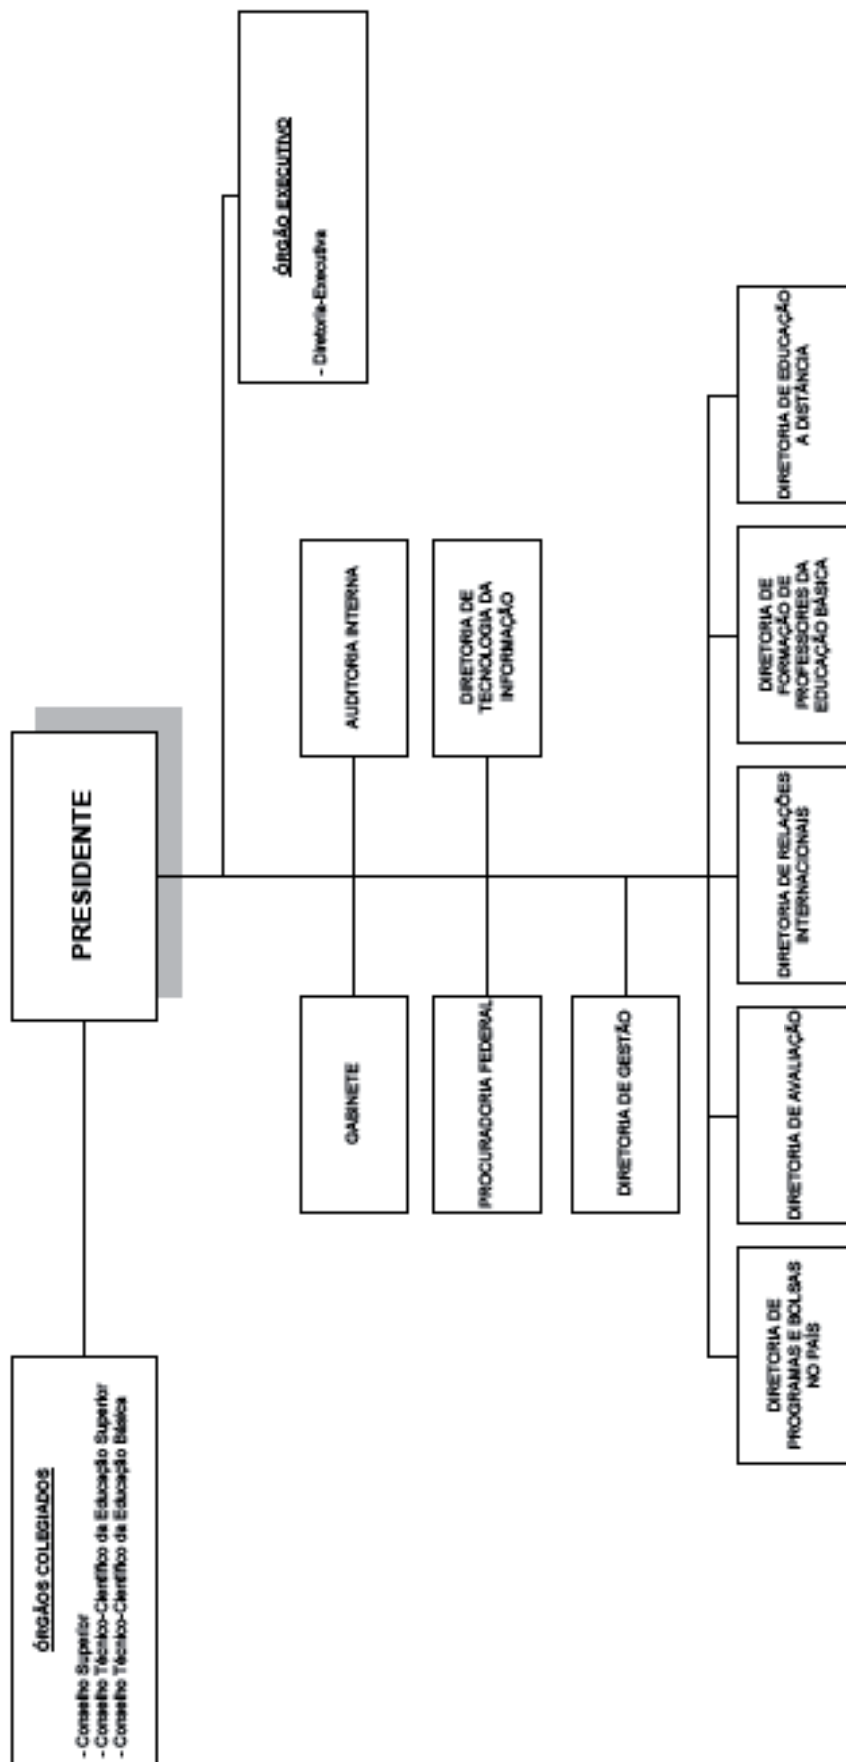 ÓRGÃOS COLEGIADOS
- Conselho Superior
- Conselho Técnico-Científico da Educação Superior
- Conselho Técnico-Científico da Educação Básica
PRESIDENTE
ÓRGÃO EXECUTIVO
- Diretoria-Executiva
GABINETE
AUDITORIA INTERNA
PROCURADORIA FEDERAL
DIRETORIA DE
TECNOLOGIA DA
INFORMAÇÃO
DIRETORIA DE GESTÃO
DIRETORIA DE
PROGRAMAS E BOLSAS
NO PAÍS
DIRETORIA DE AVALIAÇÃO
DIRETORIA DE RELAÇÕES
INTERNACIONAIS
DIRETORIA DE
FORMAÇÃO DE
PROFESSORES DA
EDUCAÇÃO BÁSICA
DIRETORIA DE EDUCAÇÃO
A DISTÂNCIA